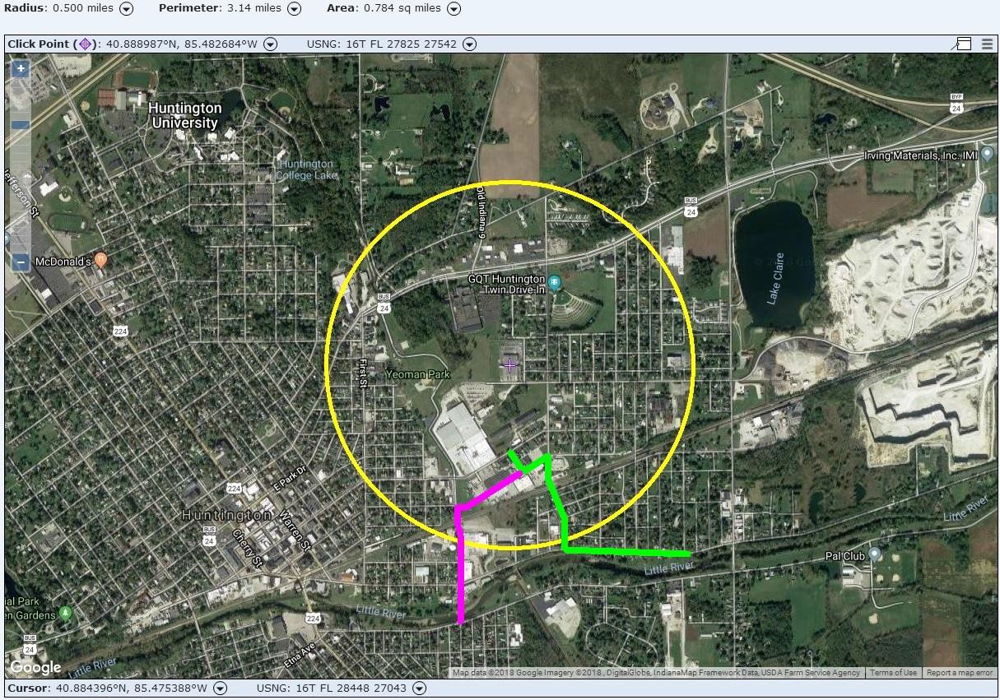 Radius: 0.500 miles Perimeter: 3.14 miles Area: 0.784 sq miles
Click Point ( ): 40.888987°N, 85.482684°W USNG: 16T FL 27825 27542
+
BYP
24
Huntington
University
Irving Materials, Inc. IMI
Huntington
College Lake
Jefferson St
Old Indiana 9
BUS
24
−
McDonald's
GQT Huntington
Twin Drive-In
Lake Claire
BUS
24
224
First St
Yeoman Park
E Park Dr
224
Little River
Huntington
Warren St
BUS
24
Cherry St
Pal Club
Little River
ial Park
en Gardens
Little River
224
BUS
24
Etna Ave
Little River
Google
Map data ©2018 Google Imagery ©2018 , DigitalGlobe, IndianaMap Framework Data, USDA Farm Service Agency Terms of Use Report a map error
Cursor: 40.884396°N, 85.475388°W USNG: 16T FL 28448 27043